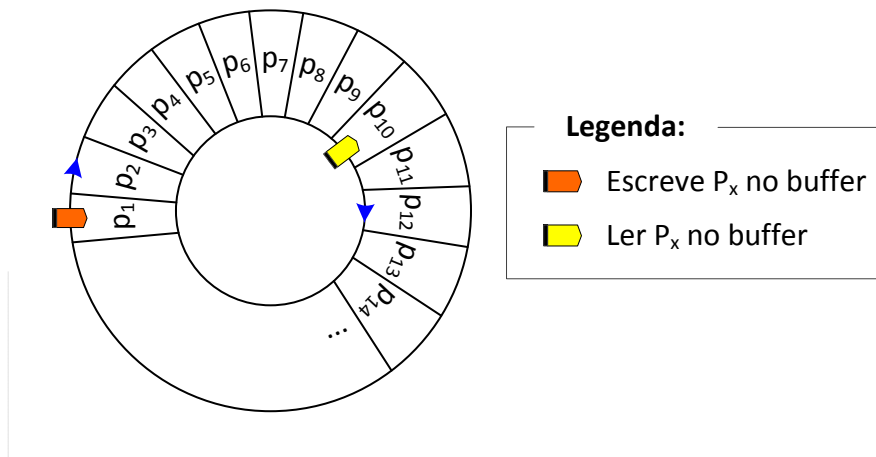 p1
p2
p3
p4
p5
p6
p7
p8
p9
p10
p11
p12
p13
p14
...
Legenda:
Escreve Px no buffer
Ler Px no buffer